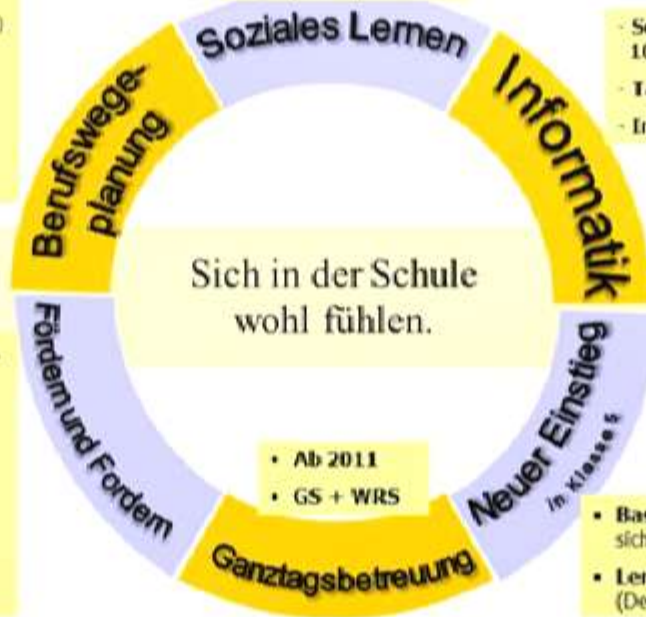 Soziales Lernen
Berufswege-
planung
Informatik
Sich in der Schule
wohl fühlen.
Fördern und Fordern
Neuer Einstieg
in Klasse 5
• Ab 2011
• GS + WRS
Ganztagsbetreuung